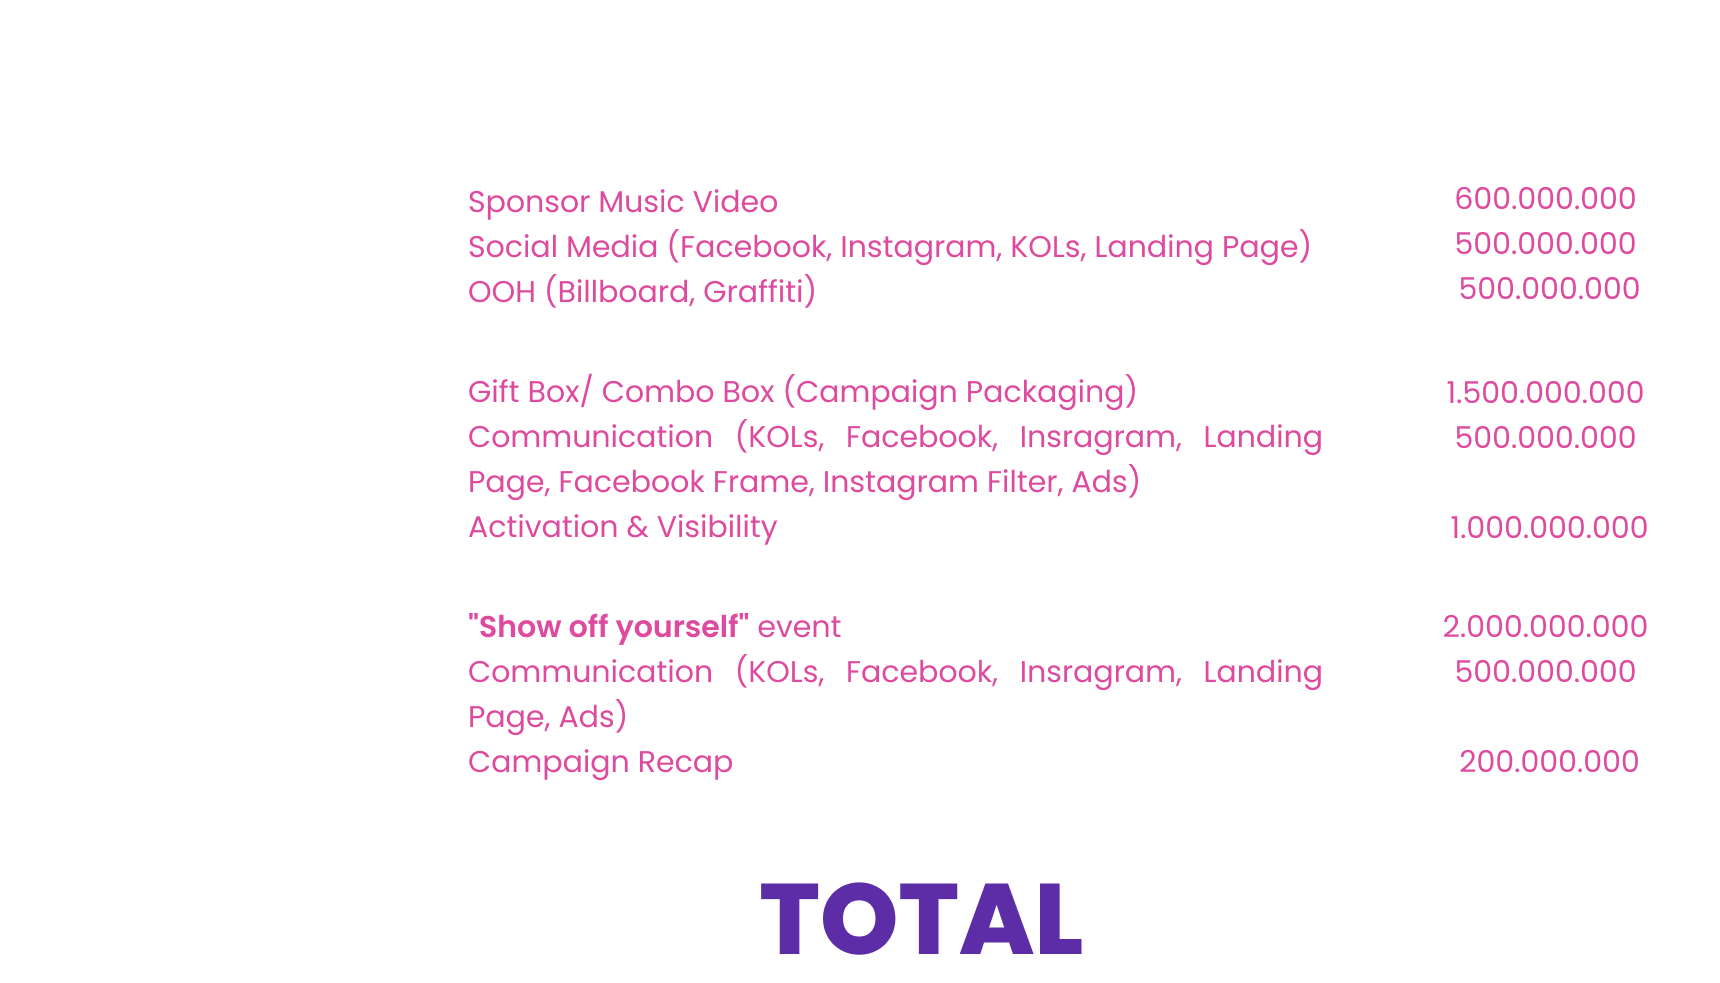 Sponsor Music Video 600.000.000
Social Media (Facebook, Instagram, KOLs, Landing Page) 500.000.000
OOH (Billboard, Graffiti) 500.000.000
Gift Box/ Combo Box (Campaign Packaging) 1.500.000.000
Communication (KOLs, Facebook, Insragram, Landing 500.000.000
Page, Facebook Frame, Instagram Filter, Ads)
Activation & Visibility 1.000.000.000
"Show off yourself" event 2.000.000.000
Communication (KOLs, Facebook, Insragram, Landing 500.000.000
Page, Ads)
Campaign Recap 200.000.000
TOTAL